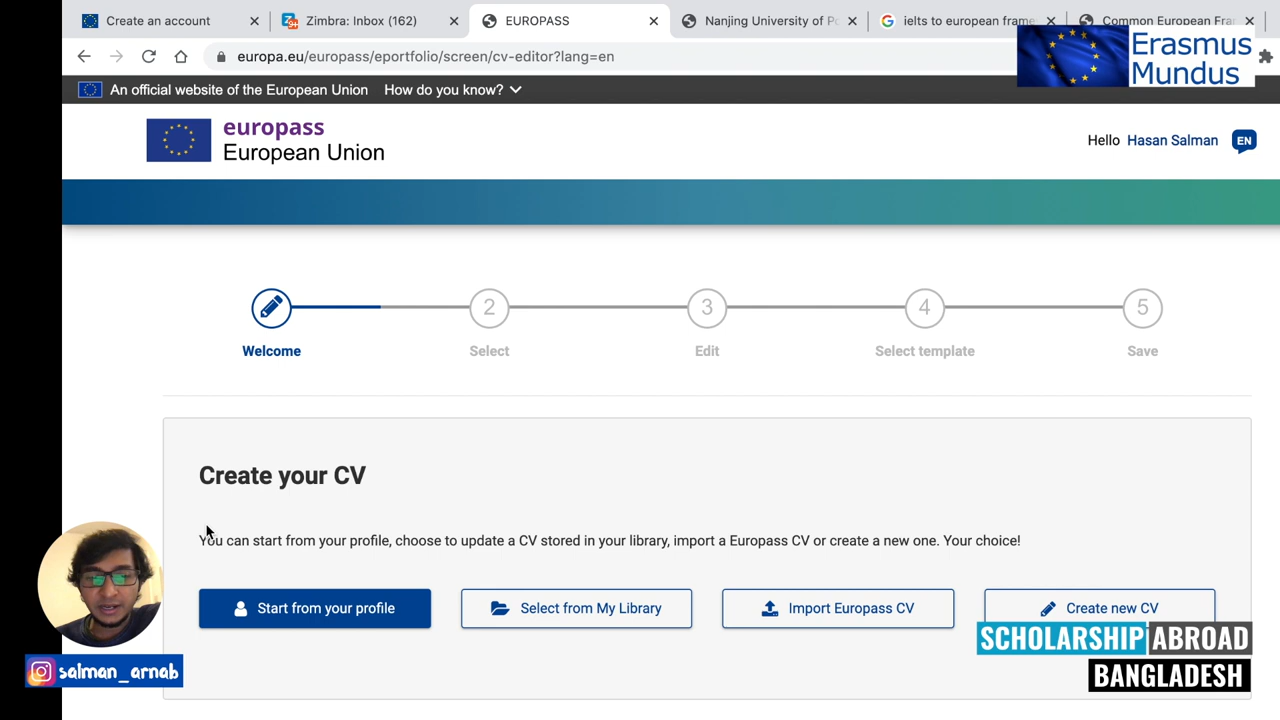 Create an account
Zimbra: Inbox (162)
EUROPASS
Nanjing University of Po
ielts to european frame
Common European Fra
europa.eu/europass/eportfolio/screen/cv-editor?lang=en
Erasmus
Mundus
An official website of the European Union How do you know?
europass
European Union
Hello Hasan Salman EN
2 3 4 5
Welcome Select Edit Select template Save
Create your CV
You can start from your profile, choose to update a CV stored in your library, import a Europass CV or create a new one. Your choice!
Start from your profile
Select from My Library
Import Europass CV
Create new CV
SCHOLARSHIP ABROAD
BANGLADESH
salman_arnab